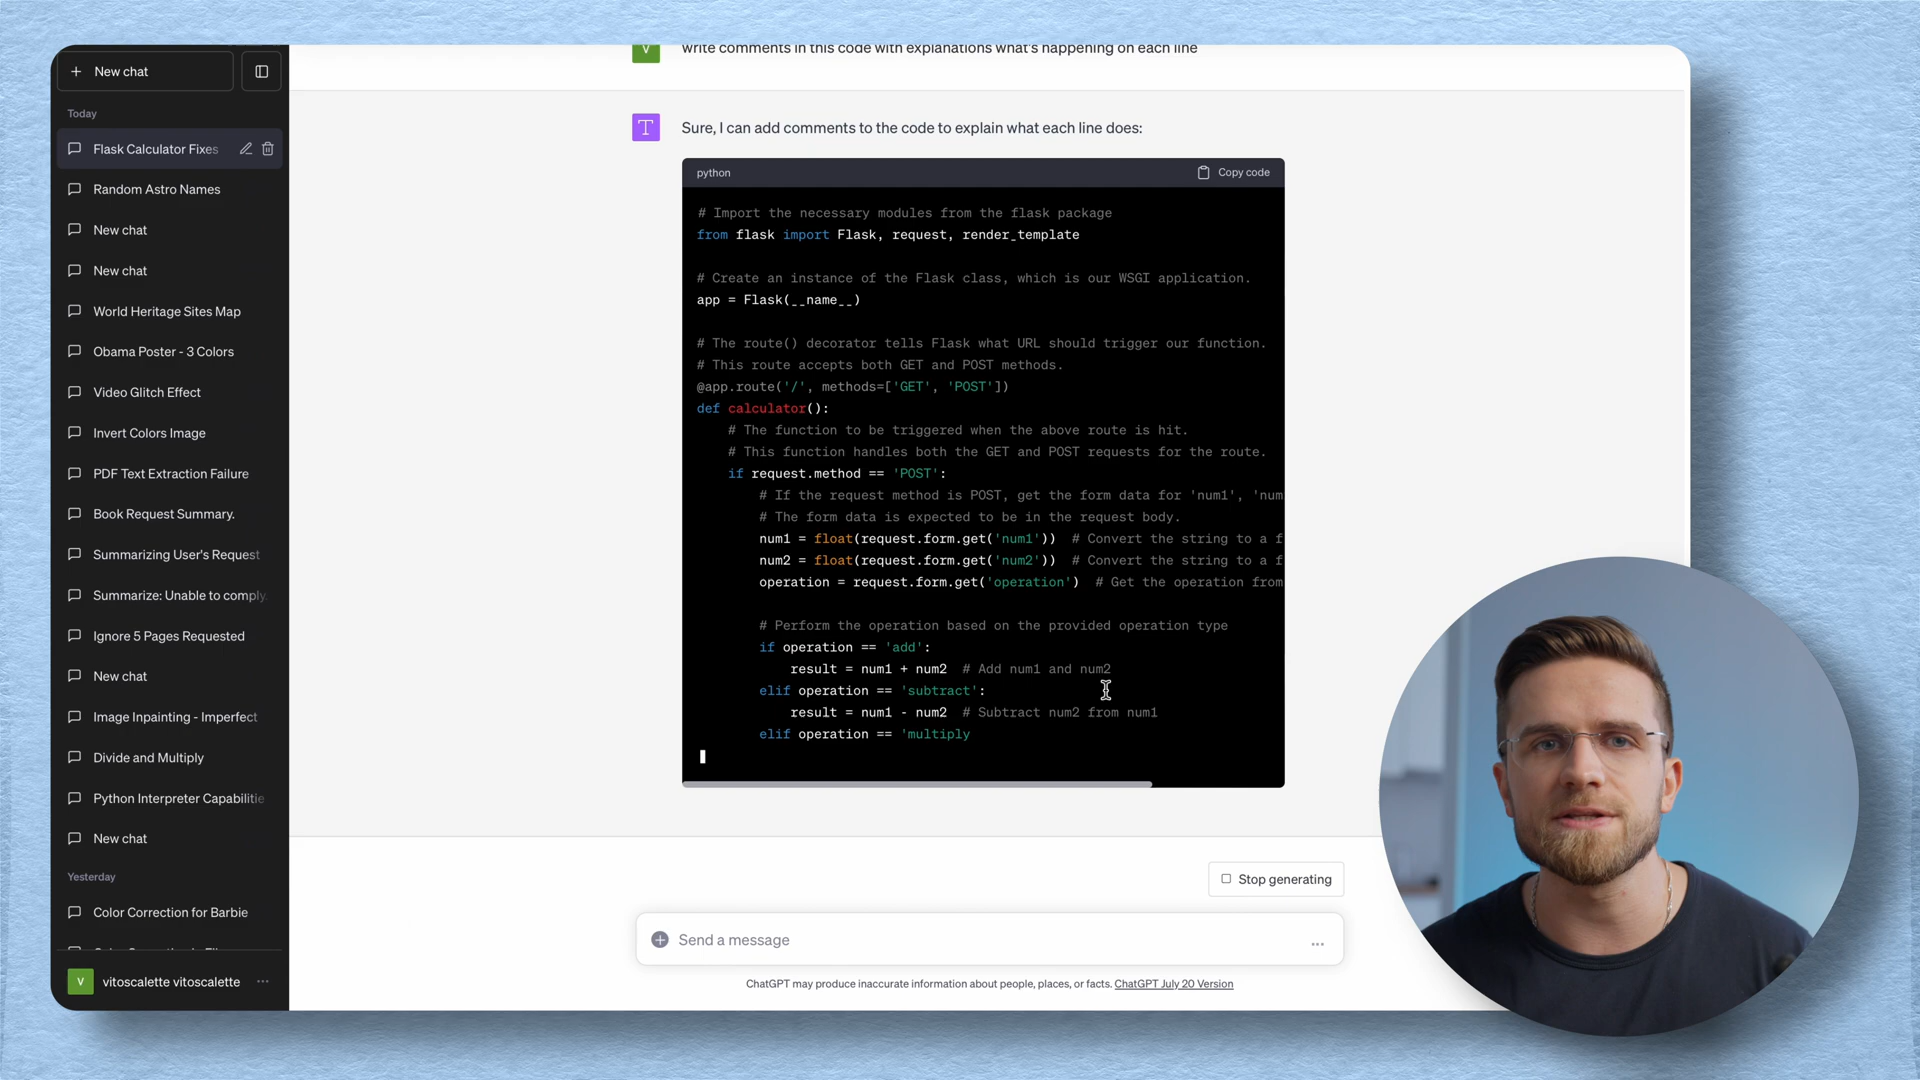 New chat
Today
Flask Calculator Fixes
Random Astro Names
New chat
New chat
World Heritage Sites Map
Obama Poster - 3 Colors
Video Glitch Effect
Invert Colors Image
PDF Text Extraction Failure
Book Request Summary.
Summarizing User's Request
Summarize: Unable to comply.
Ignore 5 Pages Requested
New chat
Image Inpainting - Imperfect
Divide and Multiply
Python Interpreter Capabilitie
New chat
Yesterday
Color Correction for Barbie
V
vitoscalette vitoscalette
V
write comments in this code with explanations what's happening on each line
T
Sure, I can add comments to the code to explain what each line does:
python
Copy code
# Import the necessary modules from the flask package
from flask import Flask, request, render_template
# Create an instance of the Flask class, which is our WSGI application.
app = Flask(__name__)
# The route() decorator tells Flask what URL should trigger our function.
# This route accepts both GET and POST methods.
@app.route('/', methods=['GET', 'POST'])
def calculator():
# The function to be triggered when the above route is hit.
# This function handles both the GET and POST requests for the route.
if request.method == 'POST':
# If the request method is POST, get the form data for 'num1', 'num
# The form data is expected to be in the request body.
num1 = float(request.form.get('num1'))  # Convert the string to a f
num2 = float(request.form.get('num2'))  # Convert the string to a f
operation = request.form.get('operation')  # Get the operation from
# Perform the operation based on the provided operation type
if operation == 'add':
result = num1 + num2  # Add num1 and num2
elif operation == 'subtract':
result = num1 - num2  # Subtract num2 from num1
elif operation == 'multiply
Stop generating
Send a message
ChatGPT may produce inaccurate information about people, places, or facts. ChatGPT July 20 Version